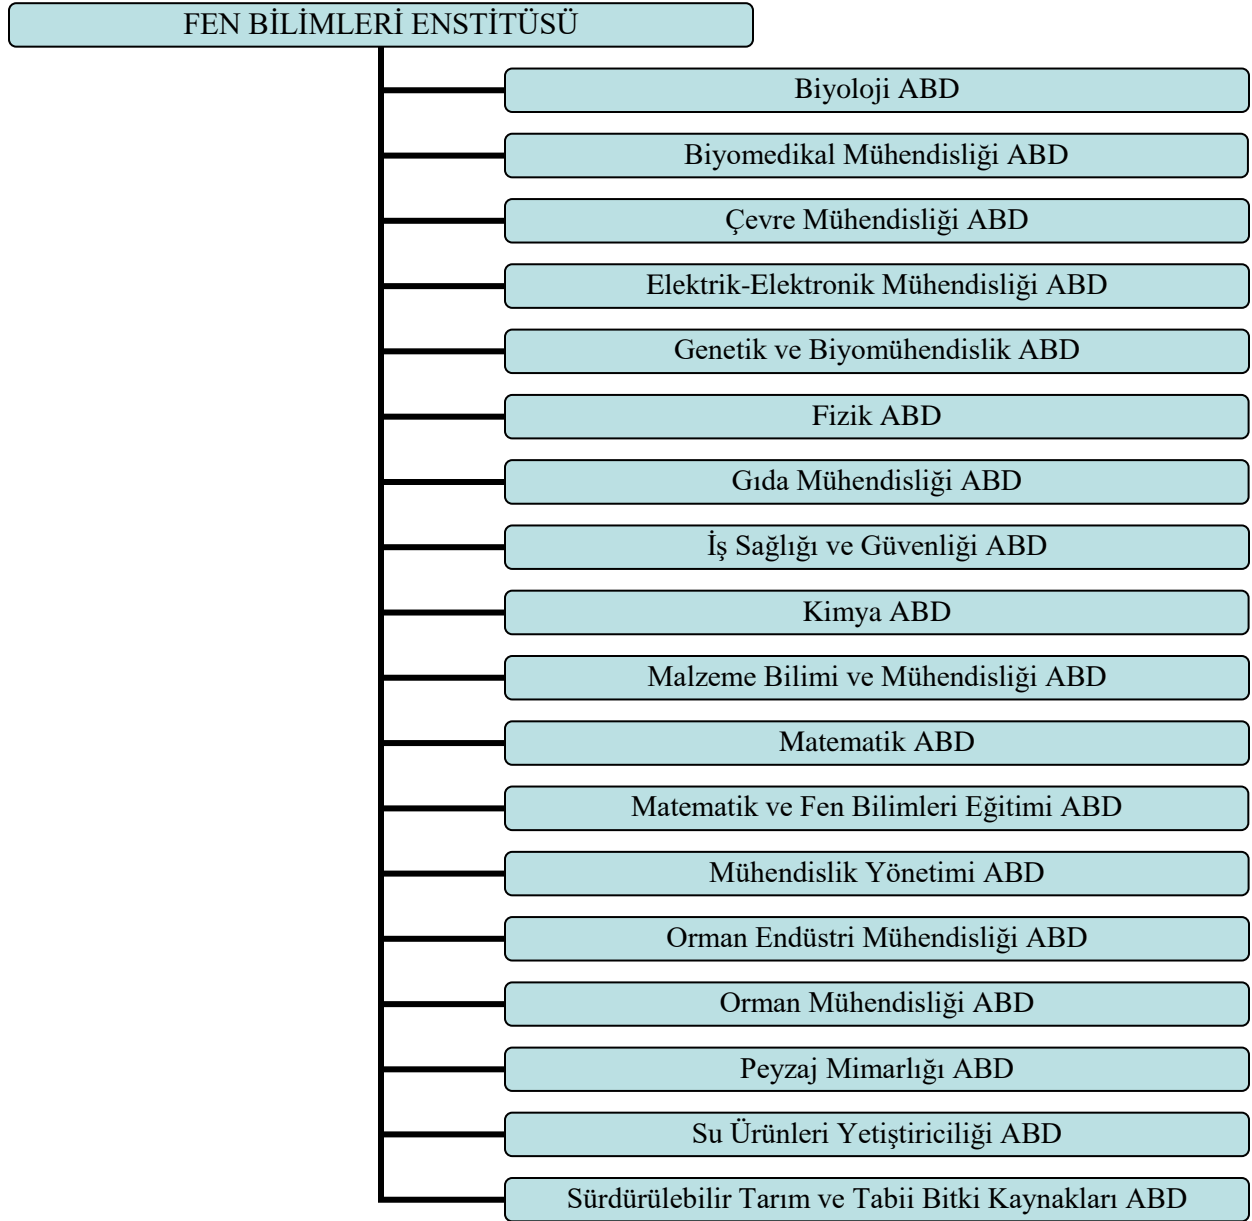 FEN BİLİMLERİ ENSTİTÜSÜ
Biyoloji ABD
Biyomedikal Mühendisliği ABD
Çevre Mühendisliği ABD
Elektrik-Elektronik Mühendisliği ABD
Genetik ve Biyomühendislik ABD
Fizik ABD
Gıda Mühendisliği ABD
İş Sağlığı ve Güvenliği ABD
Kimya ABD
Malzeme Bilimi ve Mühendisliği ABD
Matematik ABD
Matematik ve Fen Bilimleri Eğitimi ABD
Mühendislik Yönetimi ABD
Orman Endüstri Mühendisliği ABD
Orman Mühendisliği ABD
Peyzaj Mimarlığı ABD
Su Ürünleri Yetiştiriciliği ABD
Sürdürülebilir Tarım ve Tabii Bitki Kaynakları ABD